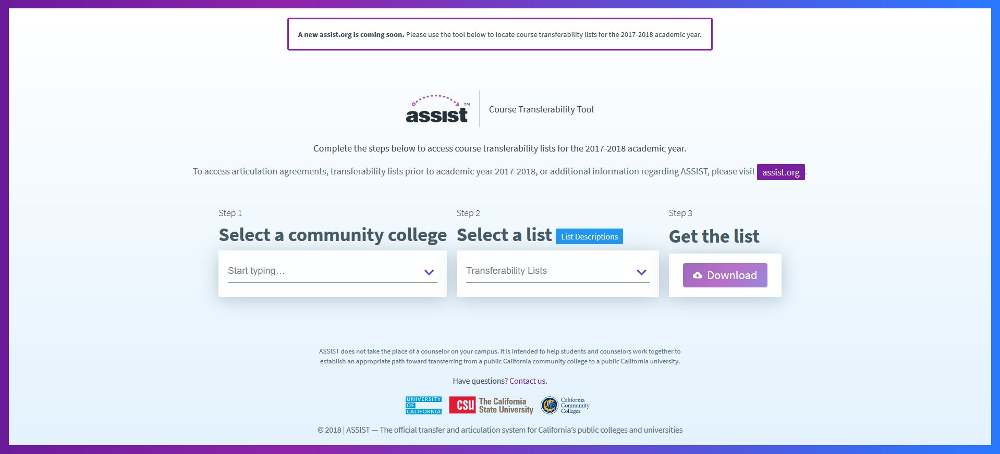 A new assist.org is coming soon. Please use the tool below to locate course transferability lists for the 2017-2018 academic year.
assist™
Course Transferability Tool
Complete the steps below to access course transferability lists for the 2017-2018 academic year.
To access articulation agreements, transferability lists prior to academic year 2017-2018, or additional information regarding ASSIST, please visit assist.org.
Step 1
Select a community college
Start typing...
Step 2
Select a list List Descriptions
Transferability Lists
Step 3
Get the list
Download
ASSIST does not take the place of a counselor on your campus. It is intended to help students and counselors work together to
establish an appropriate path toward transferring from a public California community college to a public California university.
Have questions? Contact us.
UNIVERSITY
OF
CALIFORNIA
CSU The California
State University
California
Community
Colleges
© 2018 | ASSIST — The official transfer and articulation system for California’s public colleges and universities